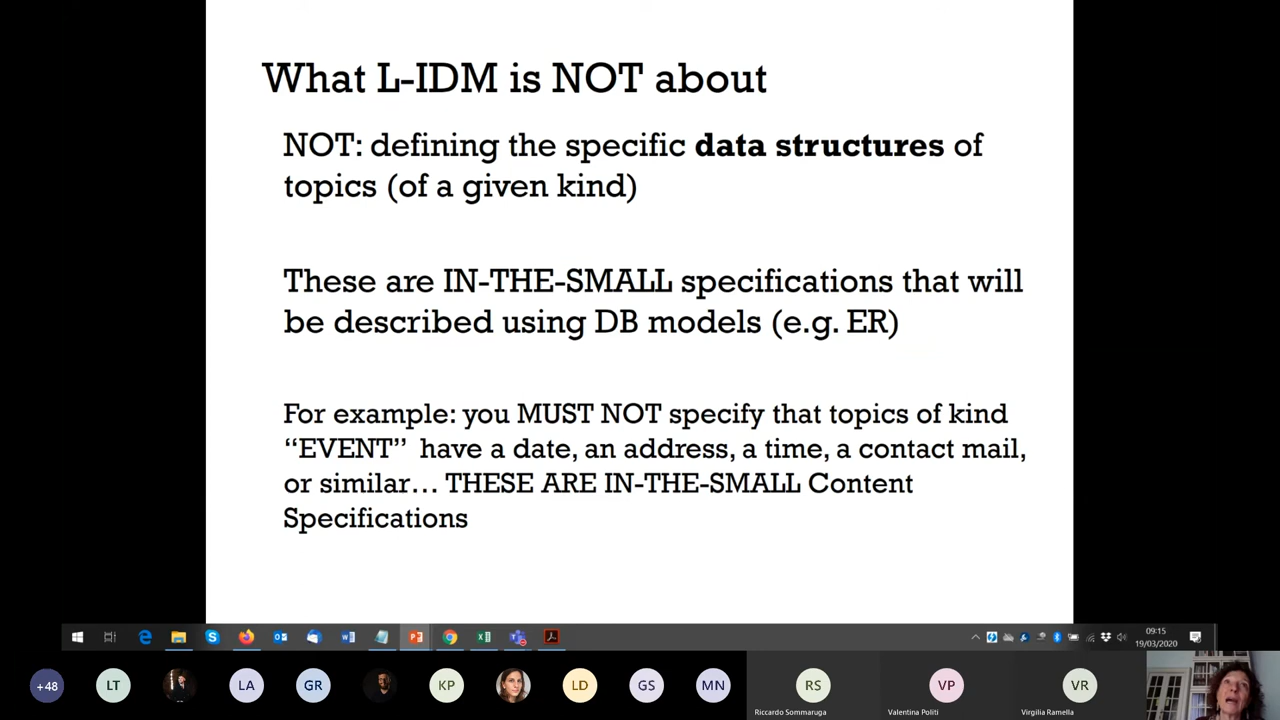 What L-IDM is NOT about
NOT: defining the specific data structures of
topics (of a given kind)
These are IN-THE-SMALL specifications that will
be described using DB models (e.g. ER)
For example: you MUST NOT specify that topics of kind
“EVENT” have a date, an address, a time, a contact mail,
or similar… THESE ARE IN-THE-SMALL Content
Specifications
09:15
19/03/2020
+48
LT
LA
GR
KP
LD
GS
MN
RS
VP
VR
Riccardo Sommaruga
Valentina Politi
Virgilia Ramella